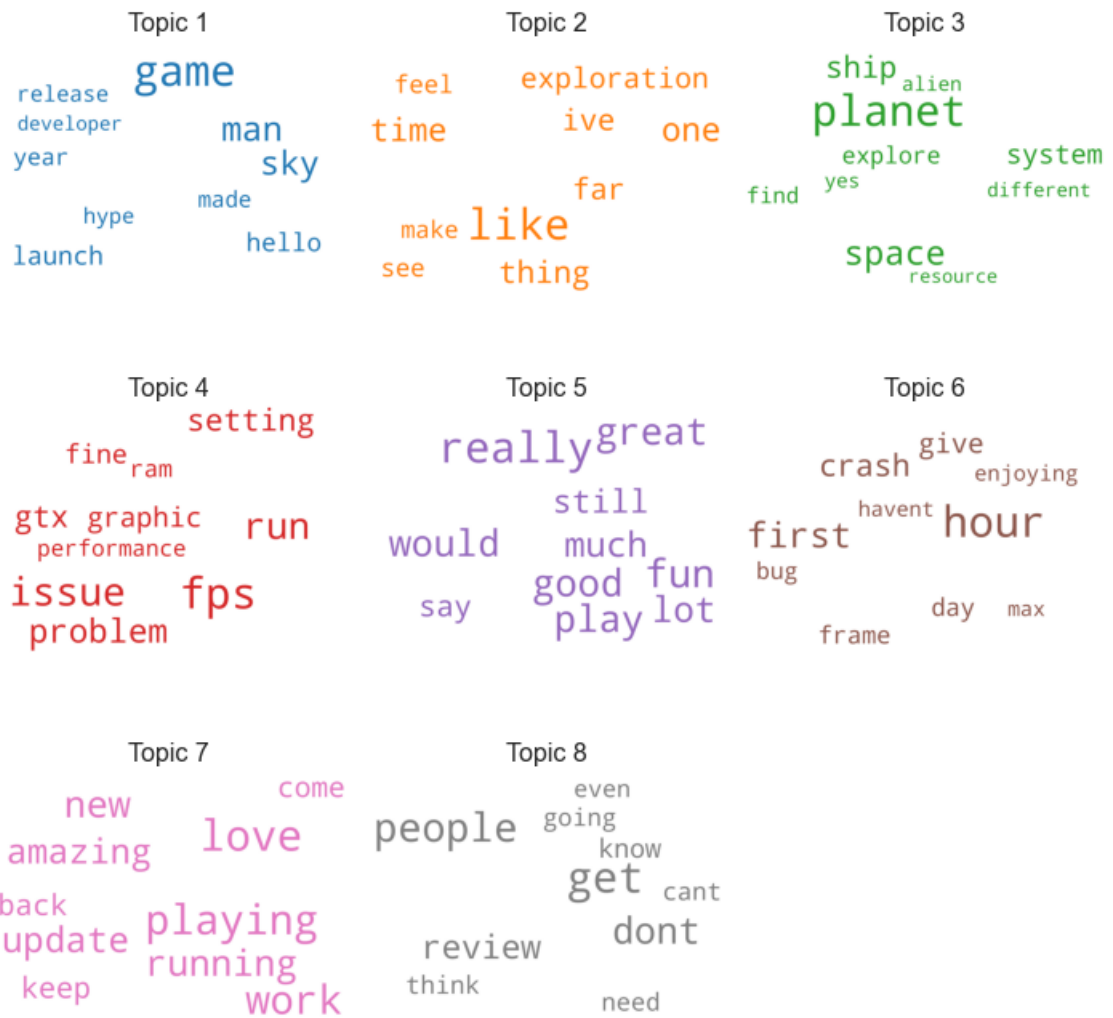 Topic 1
game
release
developer
man
year
sky
made
hype
hello
launch
Topic 2
feel
exploration
time
ive
one
far
make
like
see
thing
Topic 3
ship
alien
planet
explore
system
yes
find
different
space
resource
Topic 4
setting
fine
ram
gtx
graphic
run
performance
issue
fps
problem
Topic 5
really
great
still
would
much
good
fun
say
play
lot
Topic 6
give
crash
enjoying
havent
hour
first
bug
day
max
frame
Topic 7
come
new
love
amazing
back
playing
update
running
keep
work
Topic 8
even
people
going
know
get
cant
dont
review
think
need